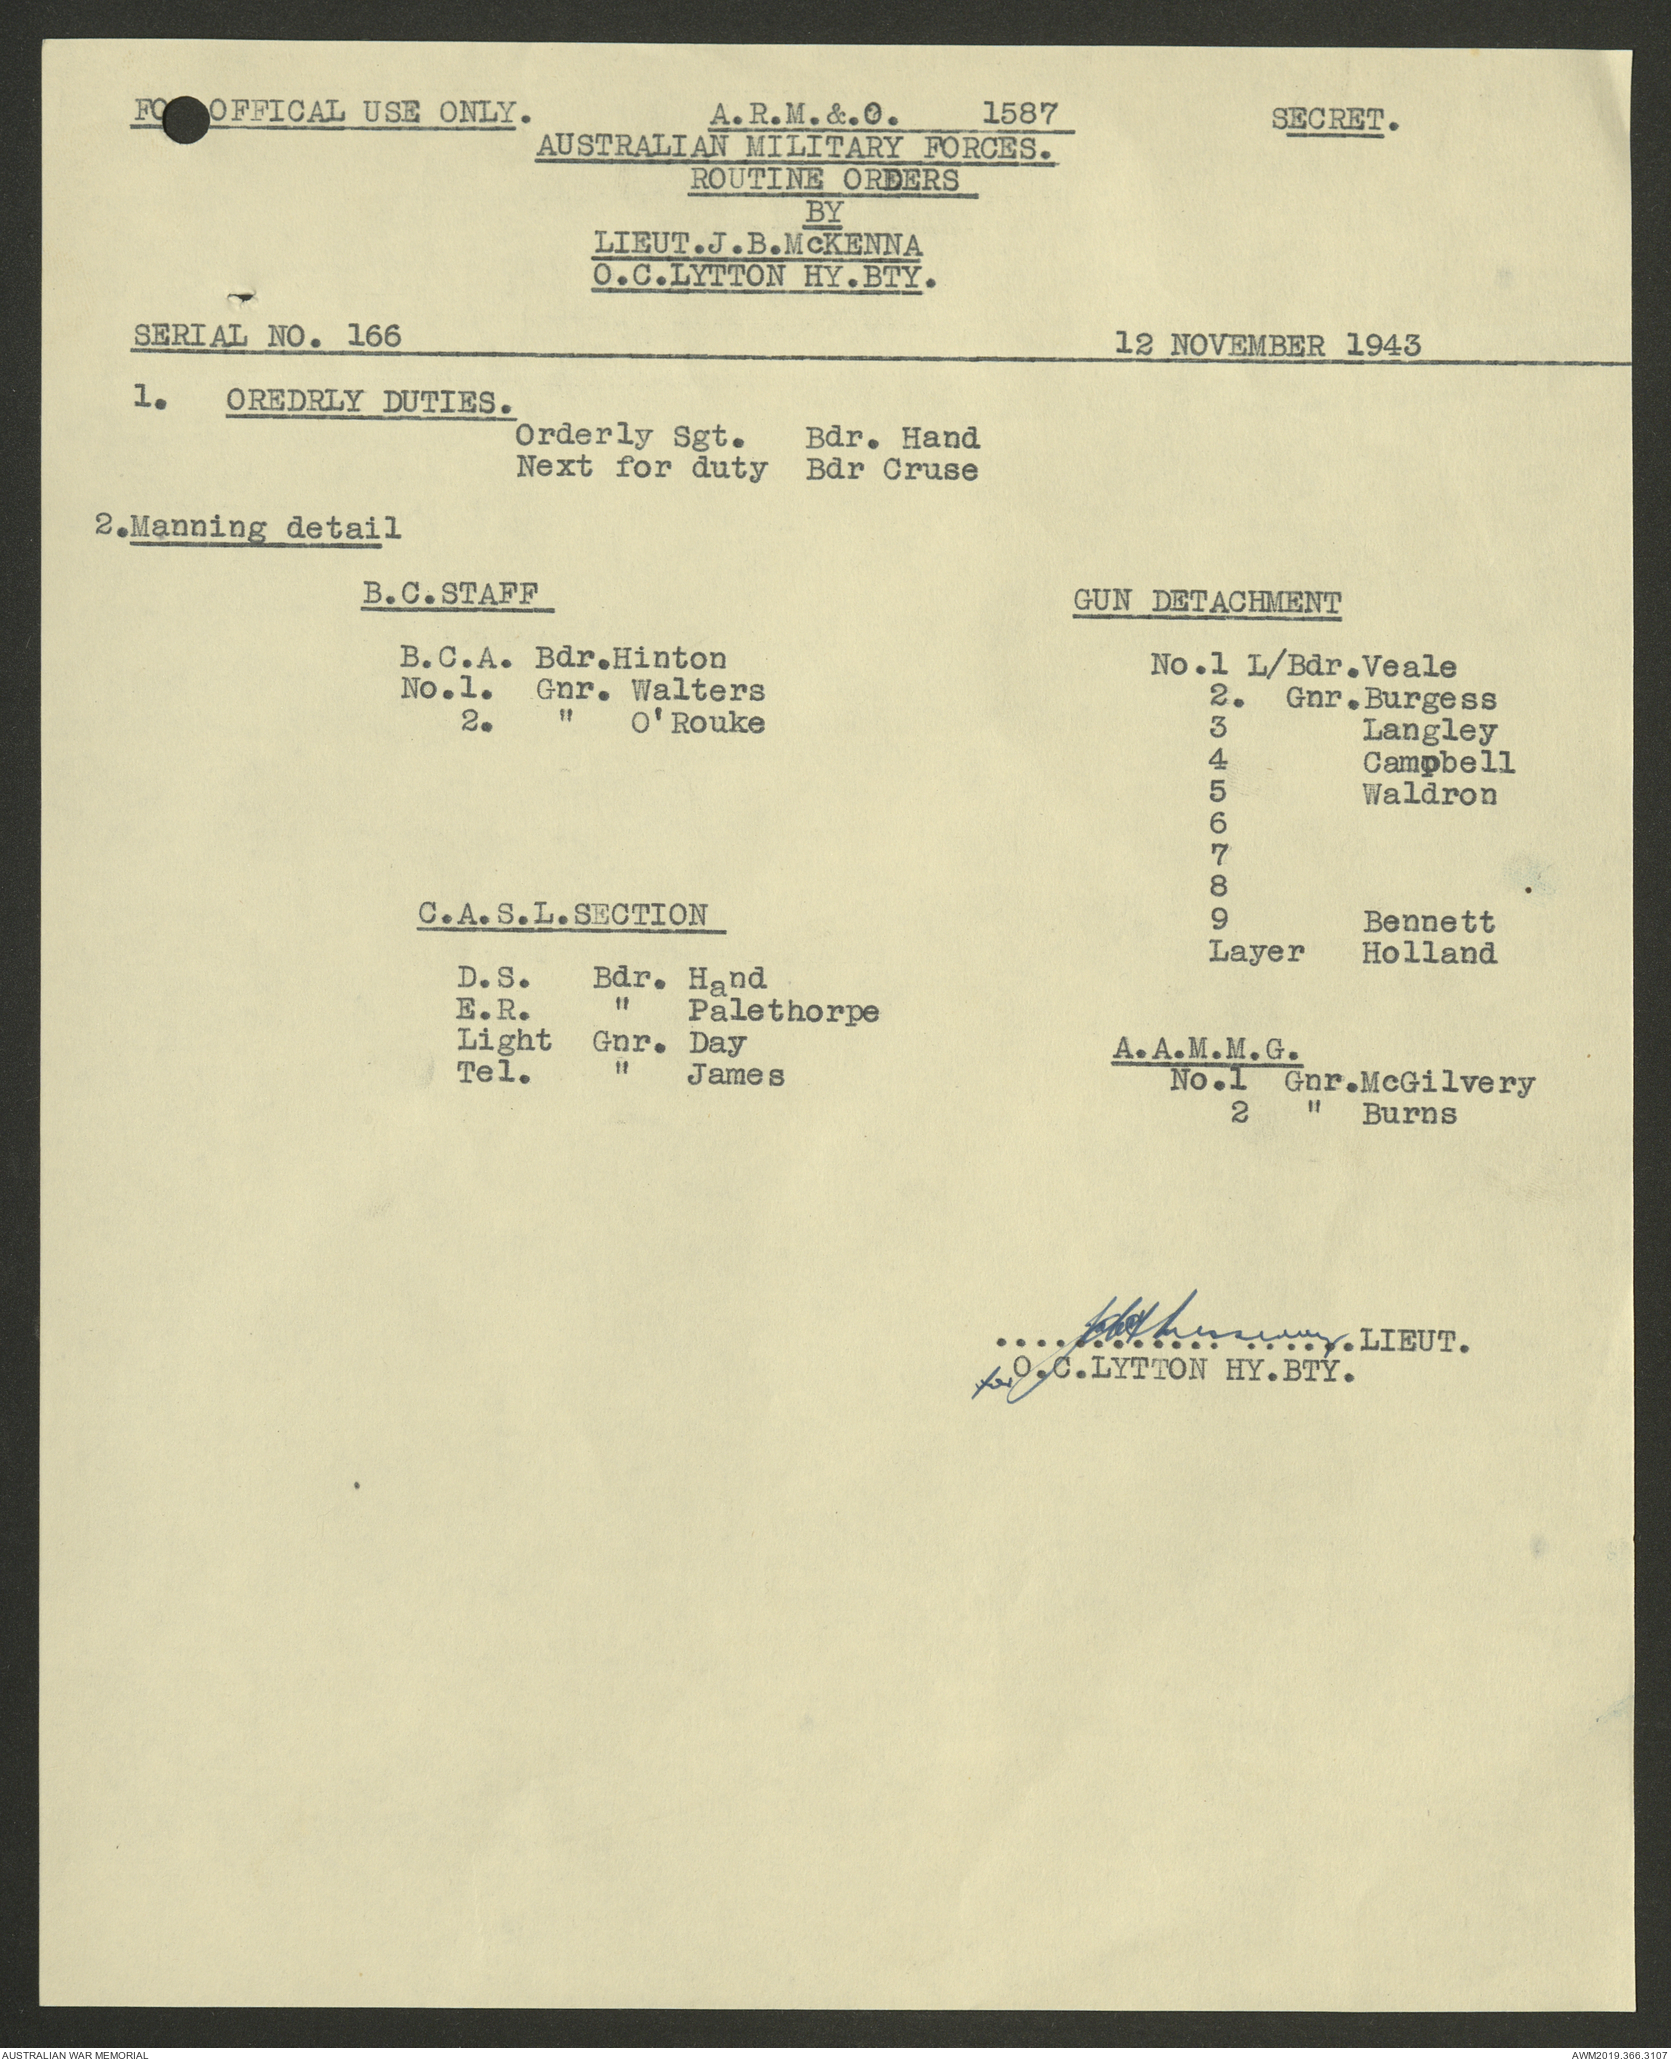 FO OFFICAL USE ONLY. A.R.M.&.O. 1587 SECRET.
AUSTRALIAN MILITARY FORCES.
ROUTINE ORDERS
BY
LIEUT.J.B.McKENNA
O.C.LYTTON HY.BTY.
SERIAL NO. 166 12 NOVEMBER 1943
1. OREDRLY DUTIES.
Orderly Sgt. Bdr. Hand
Next for duty Bdr Cruse
2.Manning detail
B.C.STAFF
B.C.A. Bdr.Hinton
No.1. Gnr. Walters
2. " O'Rouke
GUN DETACHMENT
No.1 L/Bdr.Veale
2. Gnr.Burgess
3 Langley
4 Campbell
5 Waldron
6
7
8
9 Bennett
Layer Holland
C.A.S.L.SECTION
D.S. Bdr. Hand
E.R. " Palethorpe
Light Gnr. Day
Tel. " James
A.A.M.M.G.
No.1 Gnr.McGilvery
2 " Burns
.LIEUT.
for O.C.LYTTON HY.BTY.
AUSTRALIAN WAR MEMORIAL AWM2019.366.3107